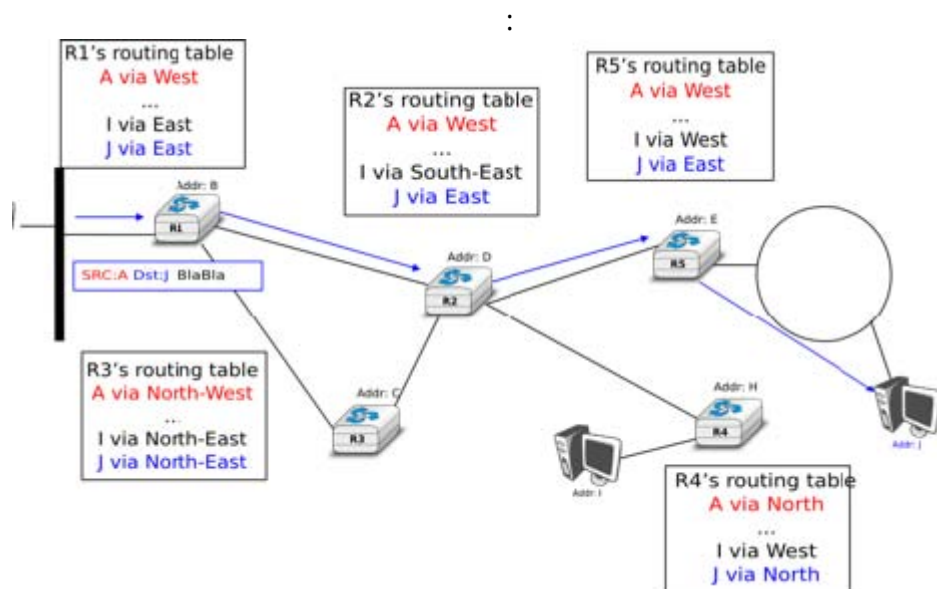 :
R1's routing table
A via West
...
I via East
J via East
R2's routing table
A via West
...
I via South-East
J via East
R5's routing table
A via West
...
I via West
J via East
Addr: B
R1
SRC:A Dst:J BlaBla
Addr: D
R2
Addr: E
R5
R3's routing table
A via North-West
...
I via North-East
J via North-East
Addr: C
R3
Addr: H
R4
Addr: I
Addr: J
R4's routing table
A via North
...
I via West
J via North